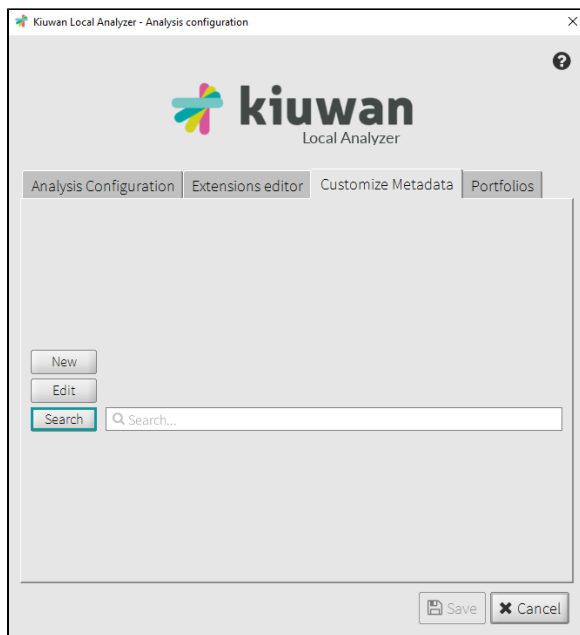 Kiuwan Local Analyzer - Analysis configuration
?
kiuwan
Local Analyzer
Analysis Configuration Extensions editor Customize Metadata Portfolios
New
Edit
Search Search...
Save Cancel